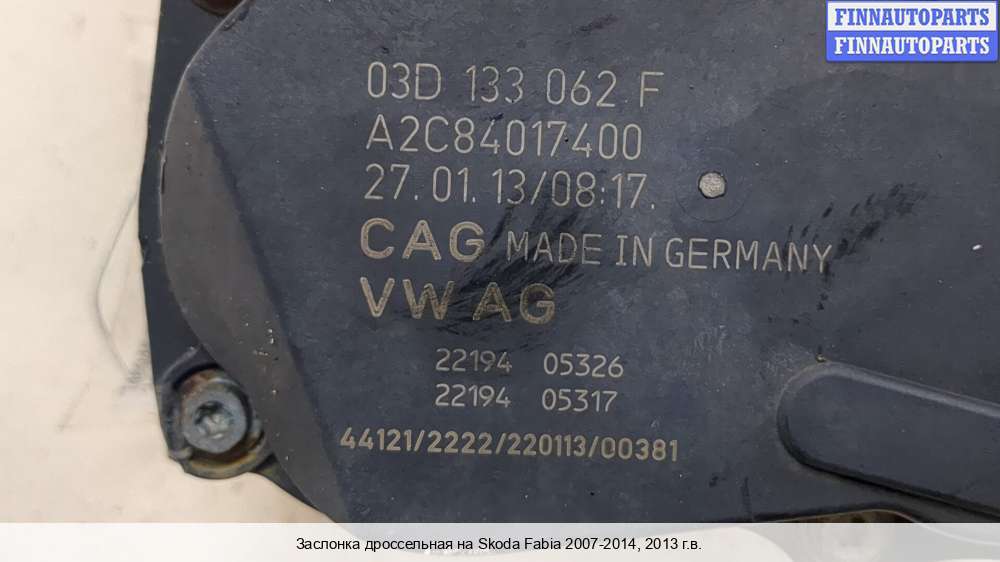 FINNAUTOPARTS
FINNAUTOPARTS
03D 133 062 F
A2C84017400
27.01.13/08:17.
CAG MADE IN GERMANY
VW AG
22194 05326
22194 05317
44121/2222/220113/00381
Заслонка дроссельная на Skoda Fabia 2007-2014, 2013 г.в.